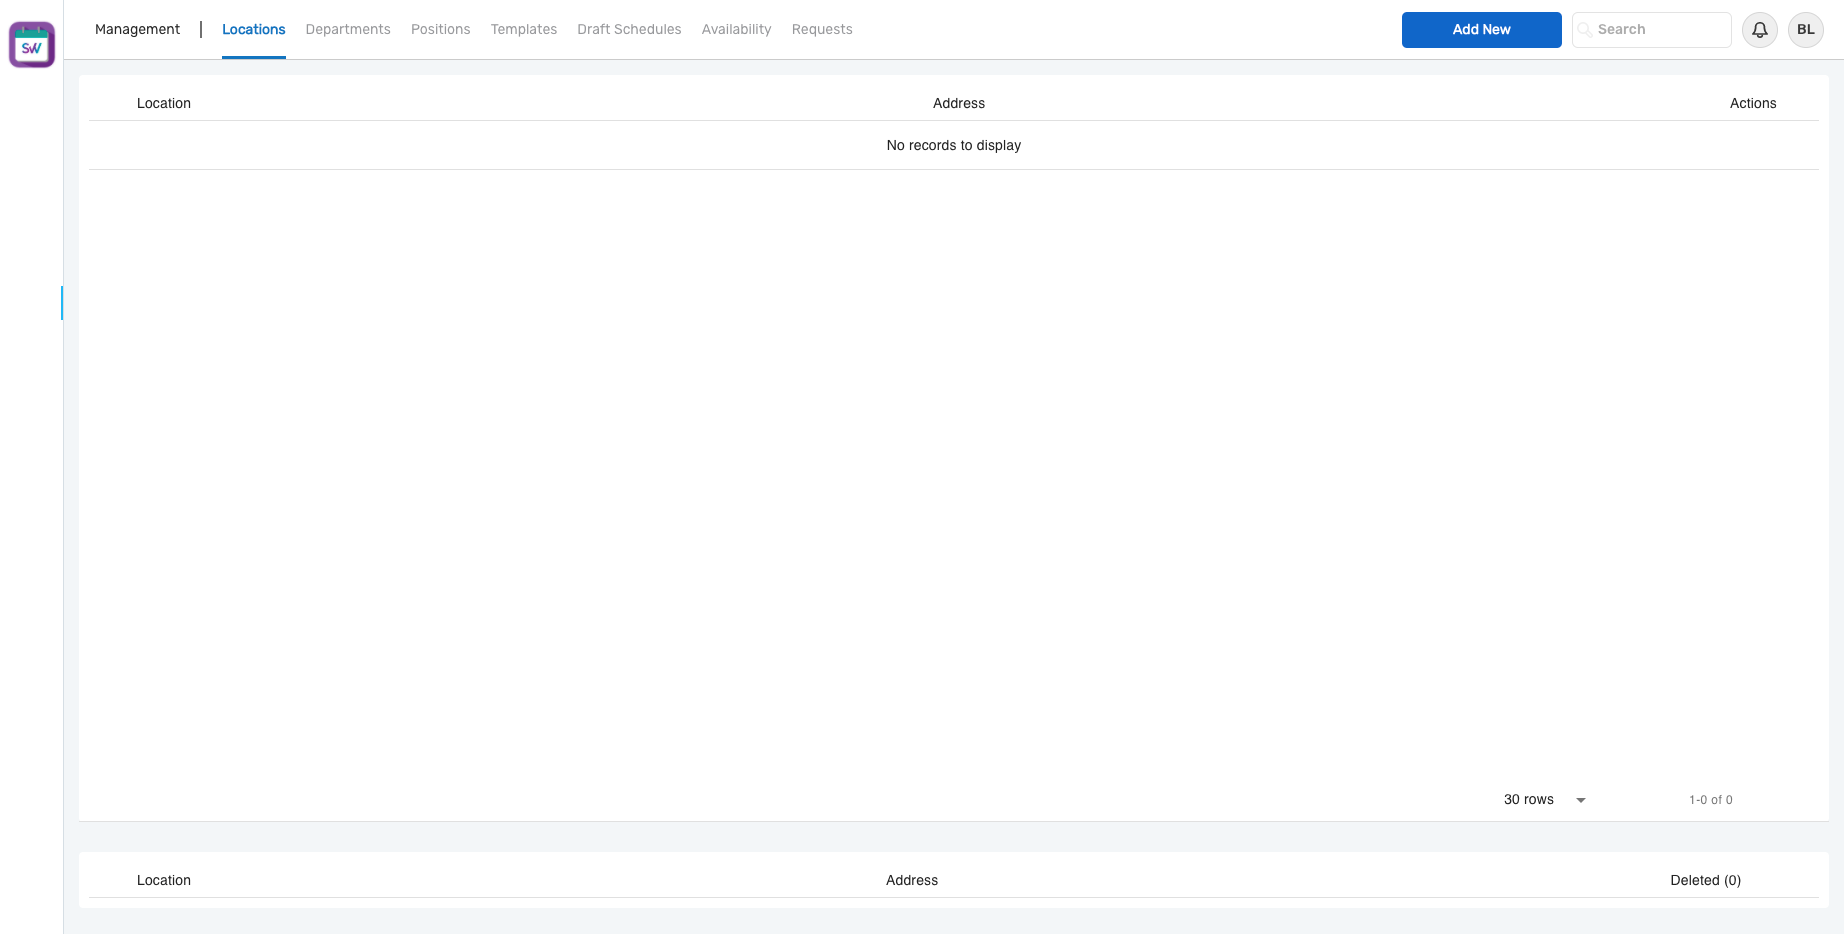 SW
Management | Locations Departments Positions Templates Draft Schedules Availability Requests Add New Search BL
Location Address Actions
No records to display
30 rows 1-0 of 0
Location Address Deleted (0)